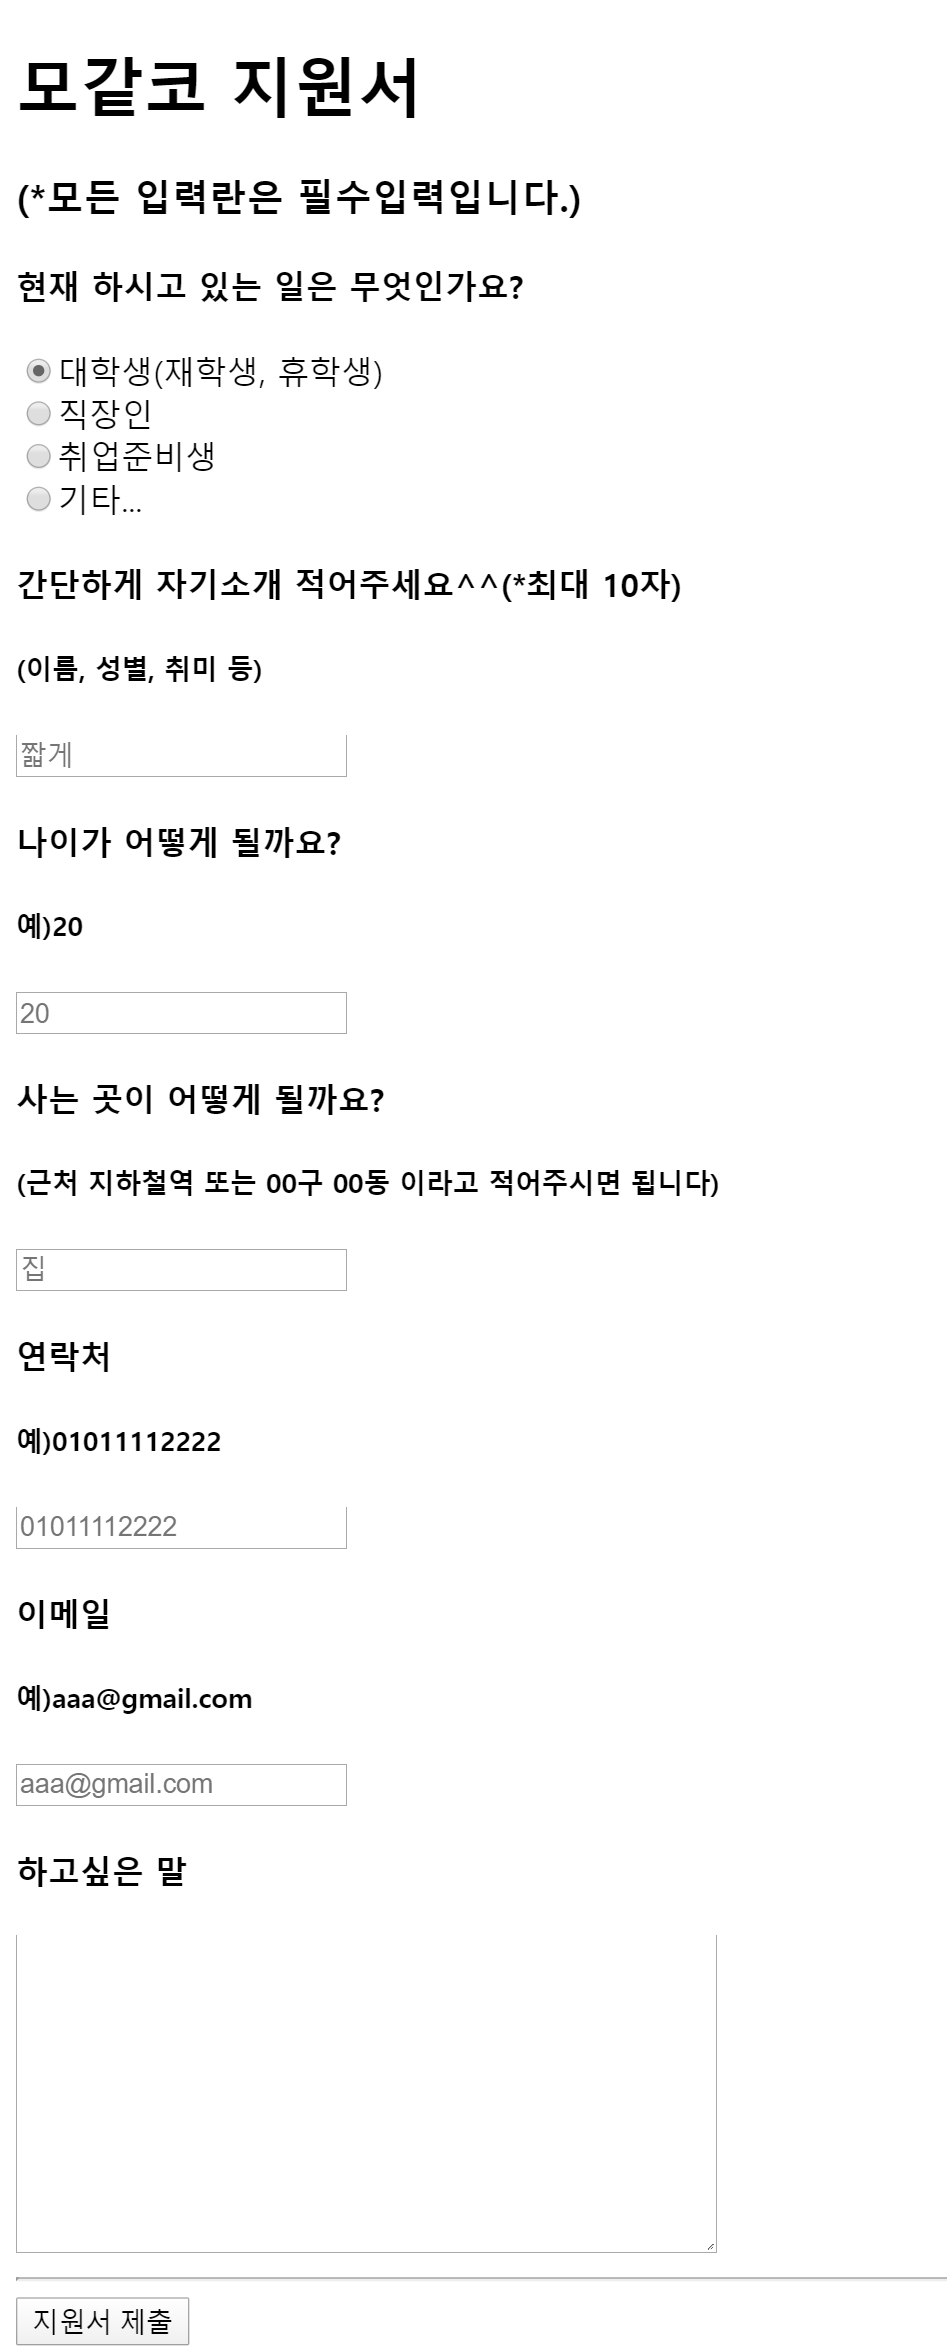 모같코 지원서
(*모든 입력란은 필수입력입니다.)
현재 하시고 있는 일은 무엇인가요?
대학생(재학생, 휴학생)
직장인
취업준비생
기타...
간단하게 자기소개 적어주세요^^(*최대 10자)
(이름, 성별, 취미 등)
짧게
나이가 어떻게 될까요?
예)20
20
사는 곳이 어떻게 될까요?
(근처 지하철역 또는 00구 00동 이라고 적어주시면 됩니다)
집
연락처
예)01011112222
01011112222
이메일
예)aaa@gmail.com
aaa@gmail.com
하고싶은 말
지원서 제출